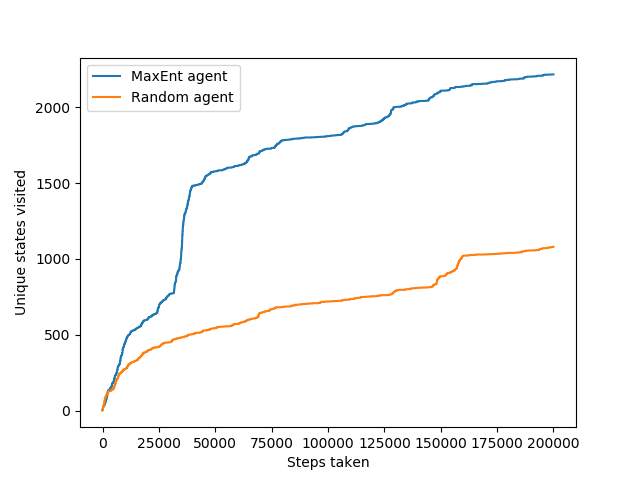 MaxEnt agent
Random agent
Unique states visited
2000
1500
1000
500
0
0 25000 50000 75000 100000 125000 150000 175000 200000
Steps taken